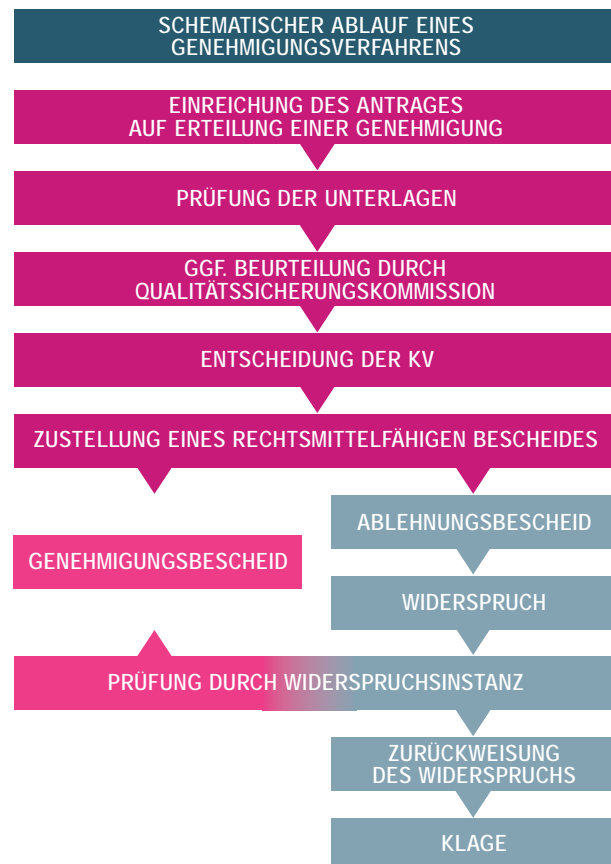 SCHEMATISCHER ABLAUF EINES
GENEHMIGUNGSVERFAHRENS
EINREICHUNG DES ANTRAGES
AUF ERTEILUNG EINER GENEHMIGUNG
PRÜFUNG DER UNTERLAGEN
GGF. BEURTEILUNG DURCH
QUALITÄTSSICHERUNGSKOMMISSION
ENTSCHEIDUNG DER KV
ZUSTELLUNG EINES RECHTSMITTELFÄHIGEN BESCHEIDES
ABLEHNUNGSBESCHEID
GENEHMIGUNGSBESCHEID
WIDERSPRUCH
PRÜFUNG DURCH WIDERSPRUCHSINSTANZ
ZURÜCKWEISUNG
DES WIDERSPRUCHS
KLAGE